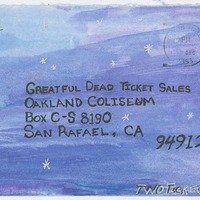 Greatful Dead Ticket Sales
Oakland Coliseum
Box C-S 8190
San Rafael, CA
94912